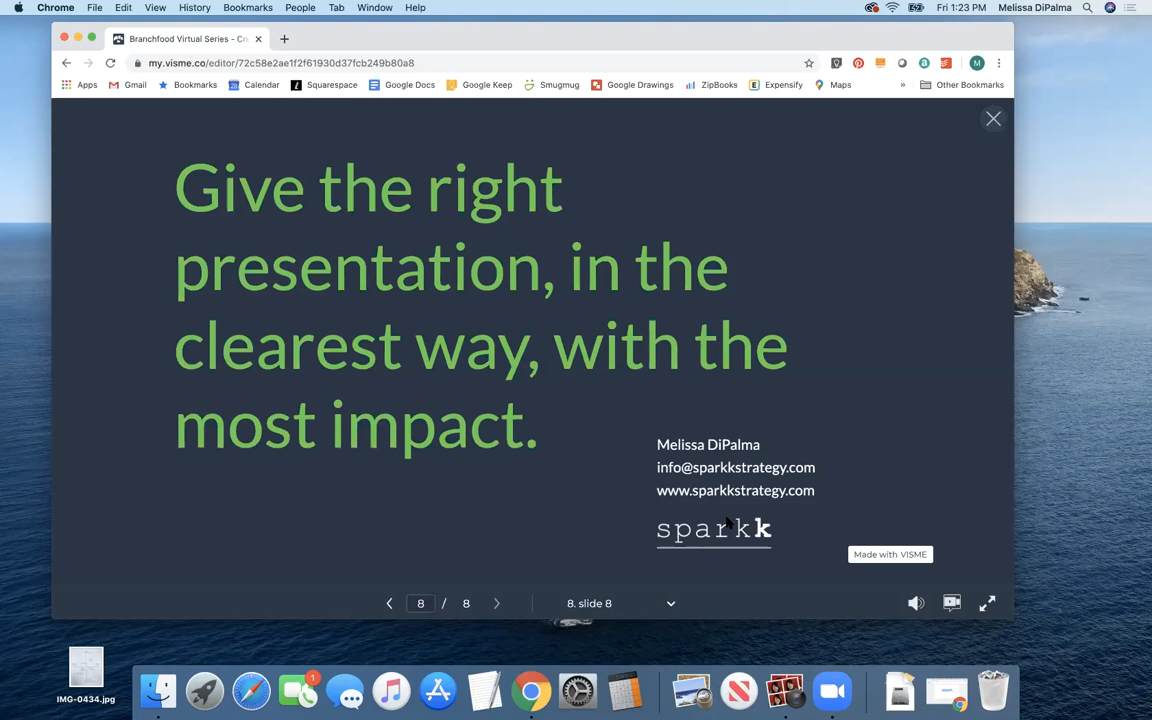 Chrome File Edit View History Bookmarks People Tab Window Help Fri 1:23 PM Melissa DiPalma
Branchfood Virtual Series - Cre
my.visme.co/editor/72c58e2ae1f2f61930d37fcb249b80a8
Apps Gmail Bookmarks Calendar Squarespace Google Docs Google Keep Smugmug Google Drawings ZipBooks Expensify Maps » Other Bookmarks
Give the right
presentation, in the
clearest way, with the
most impact.
Melissa DiPalma
info@sparkkstrategy.com
www.sparkkstrategy.com
sparkk
Made with VISME
8 / 8 8. slide 8
1
IMG-0434.jpg